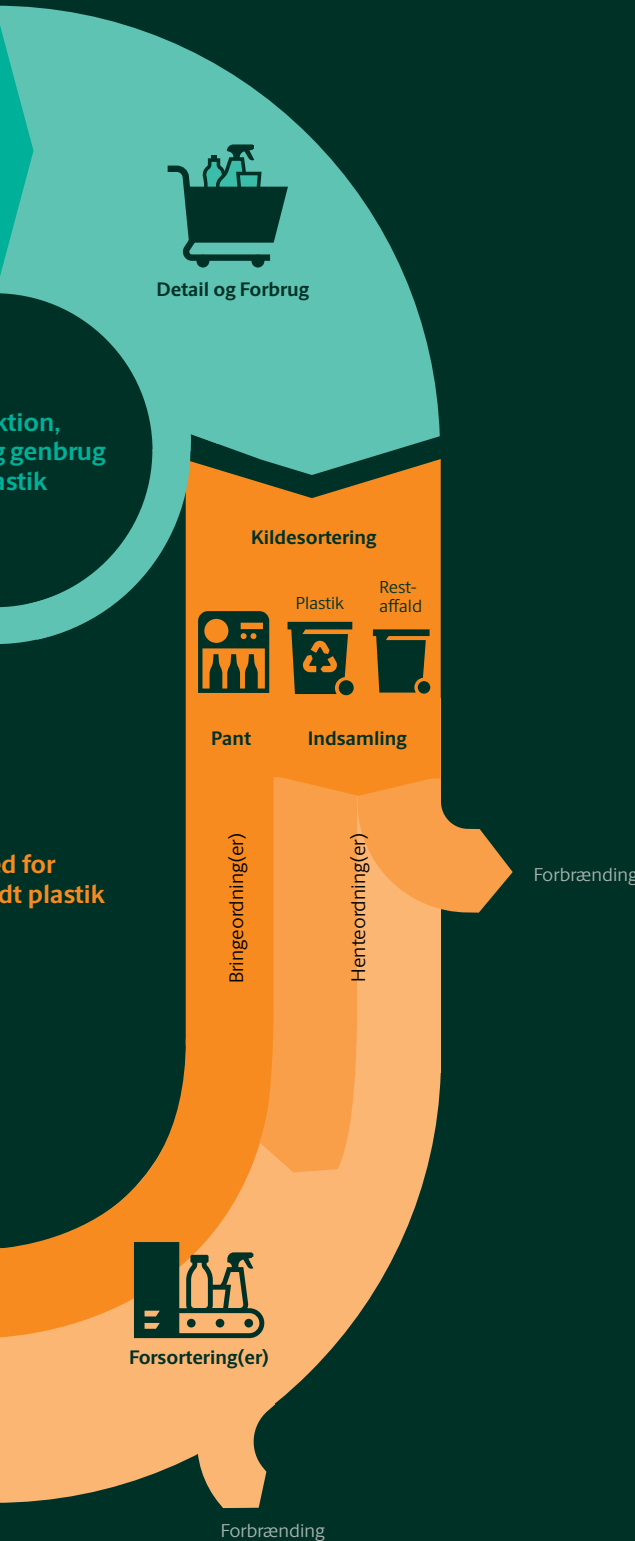 Detail og Forbrug
ktion,
g genbrug
astik
Kildesortering
Plastik
Rest-
affald
Pant
Indsamling
Bringeordning(er)
Henteordning(er)
ed for
dt plastik
Forbrænding
Forsortering(er)
Forbrænding